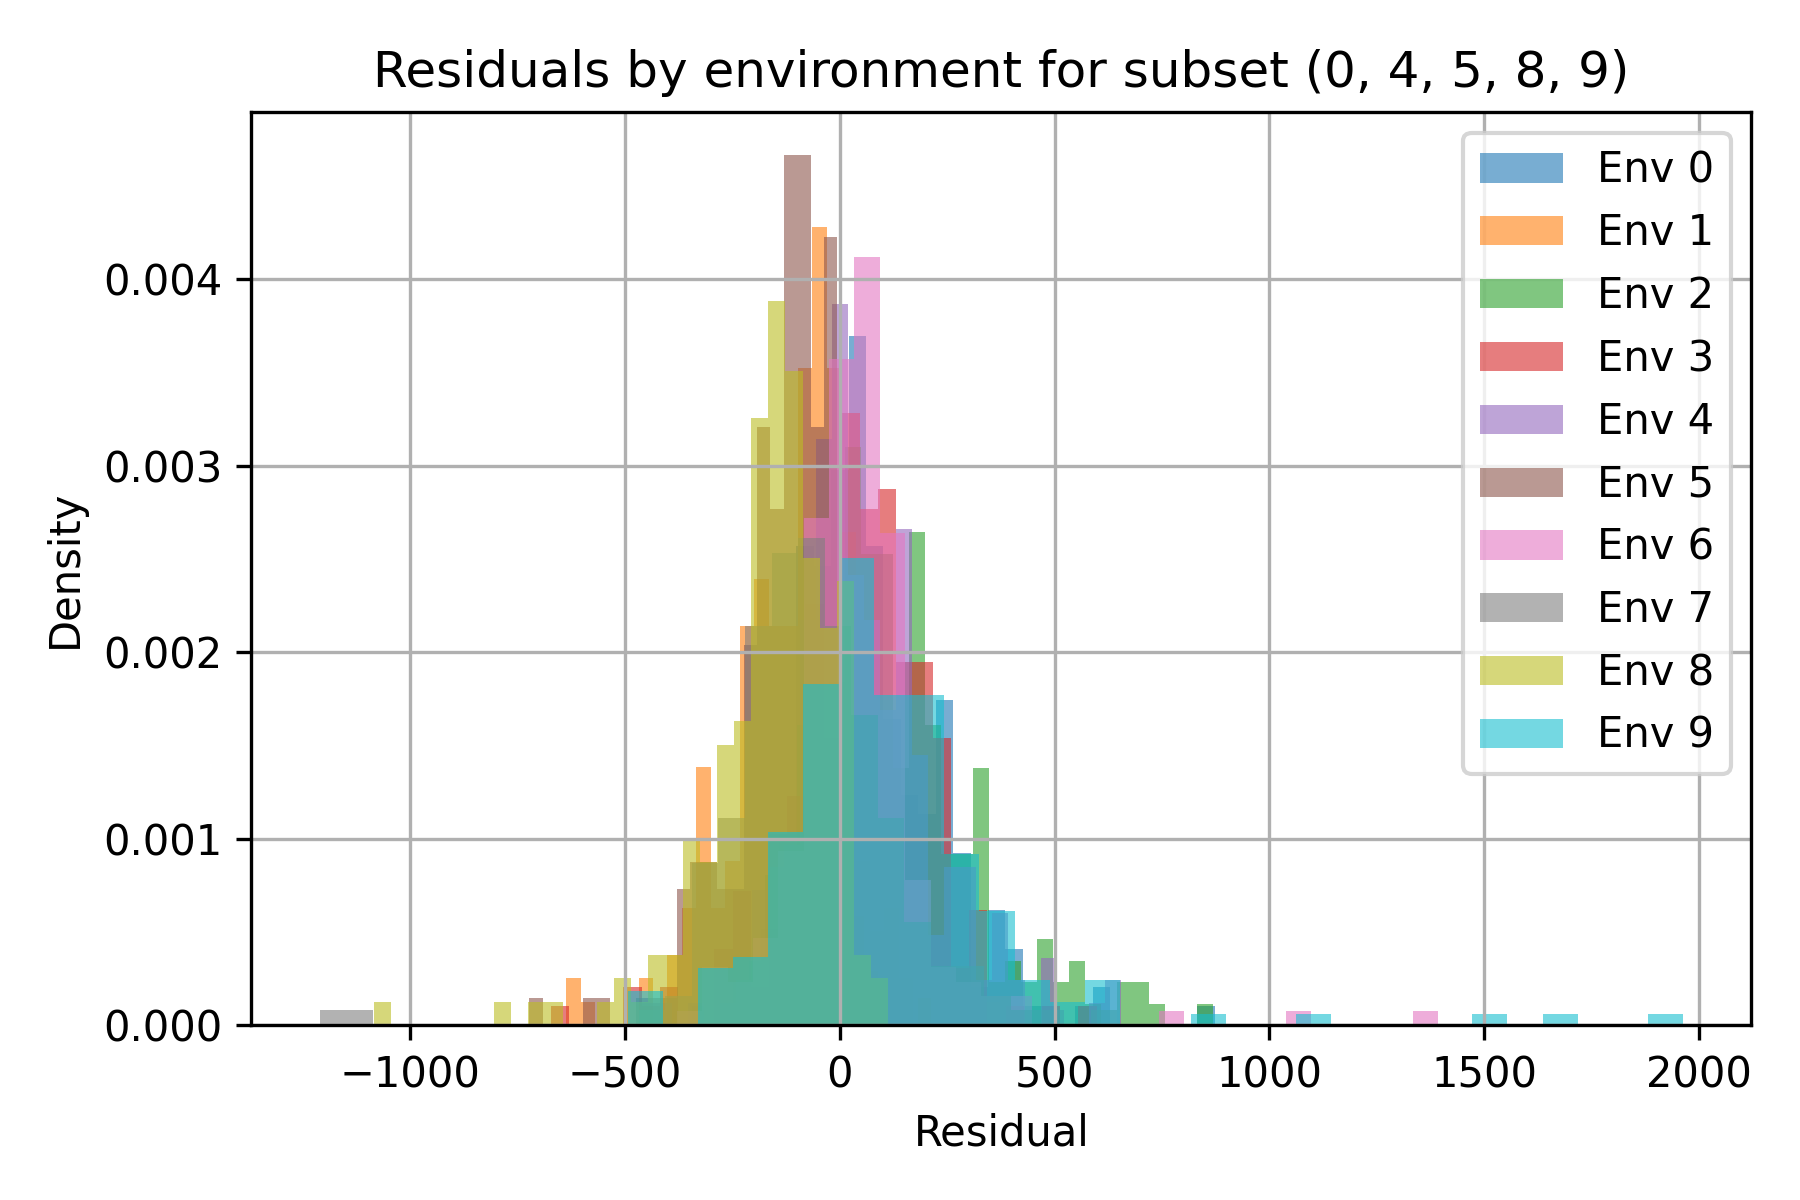 Residuals by environment for subset (0, 4, 5, 8, 9)
Env 0
Env 1
Env 2
Env 3
Env 4
Env 5
Env 6
Env 7
Env 8
Env 9
Density
0.004
0.003
0.002
0.001
0.000
−1000
−500
0
500
1000
1500
2000
Residual